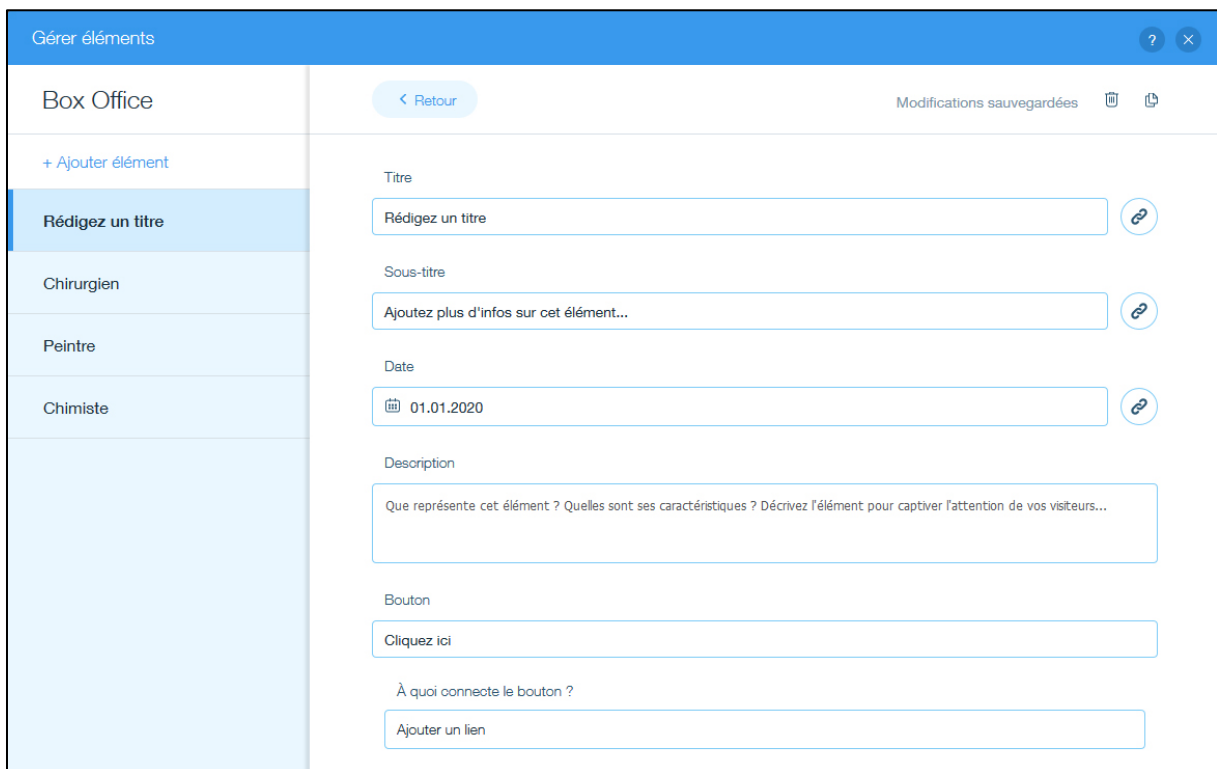 Gérer éléments
?
Box Office
Retour
Modifications sauvegardées
+ Ajouter élément
Rédigez un titre
Chirurgien
Peintre
Chimiste
Titre
Rédigez un titre
Sous-titre
Ajoutez plus d'infos sur cet élément...
Date
01.01.2020
Description
Que représente cet élément ? Quelles sont ses caractéristiques ? Décrivez l'élément pour captiver l'attention de vos visiteurs...
Bouton
Cliquez ici
À quoi connecte le bouton ?
Ajouter un lien